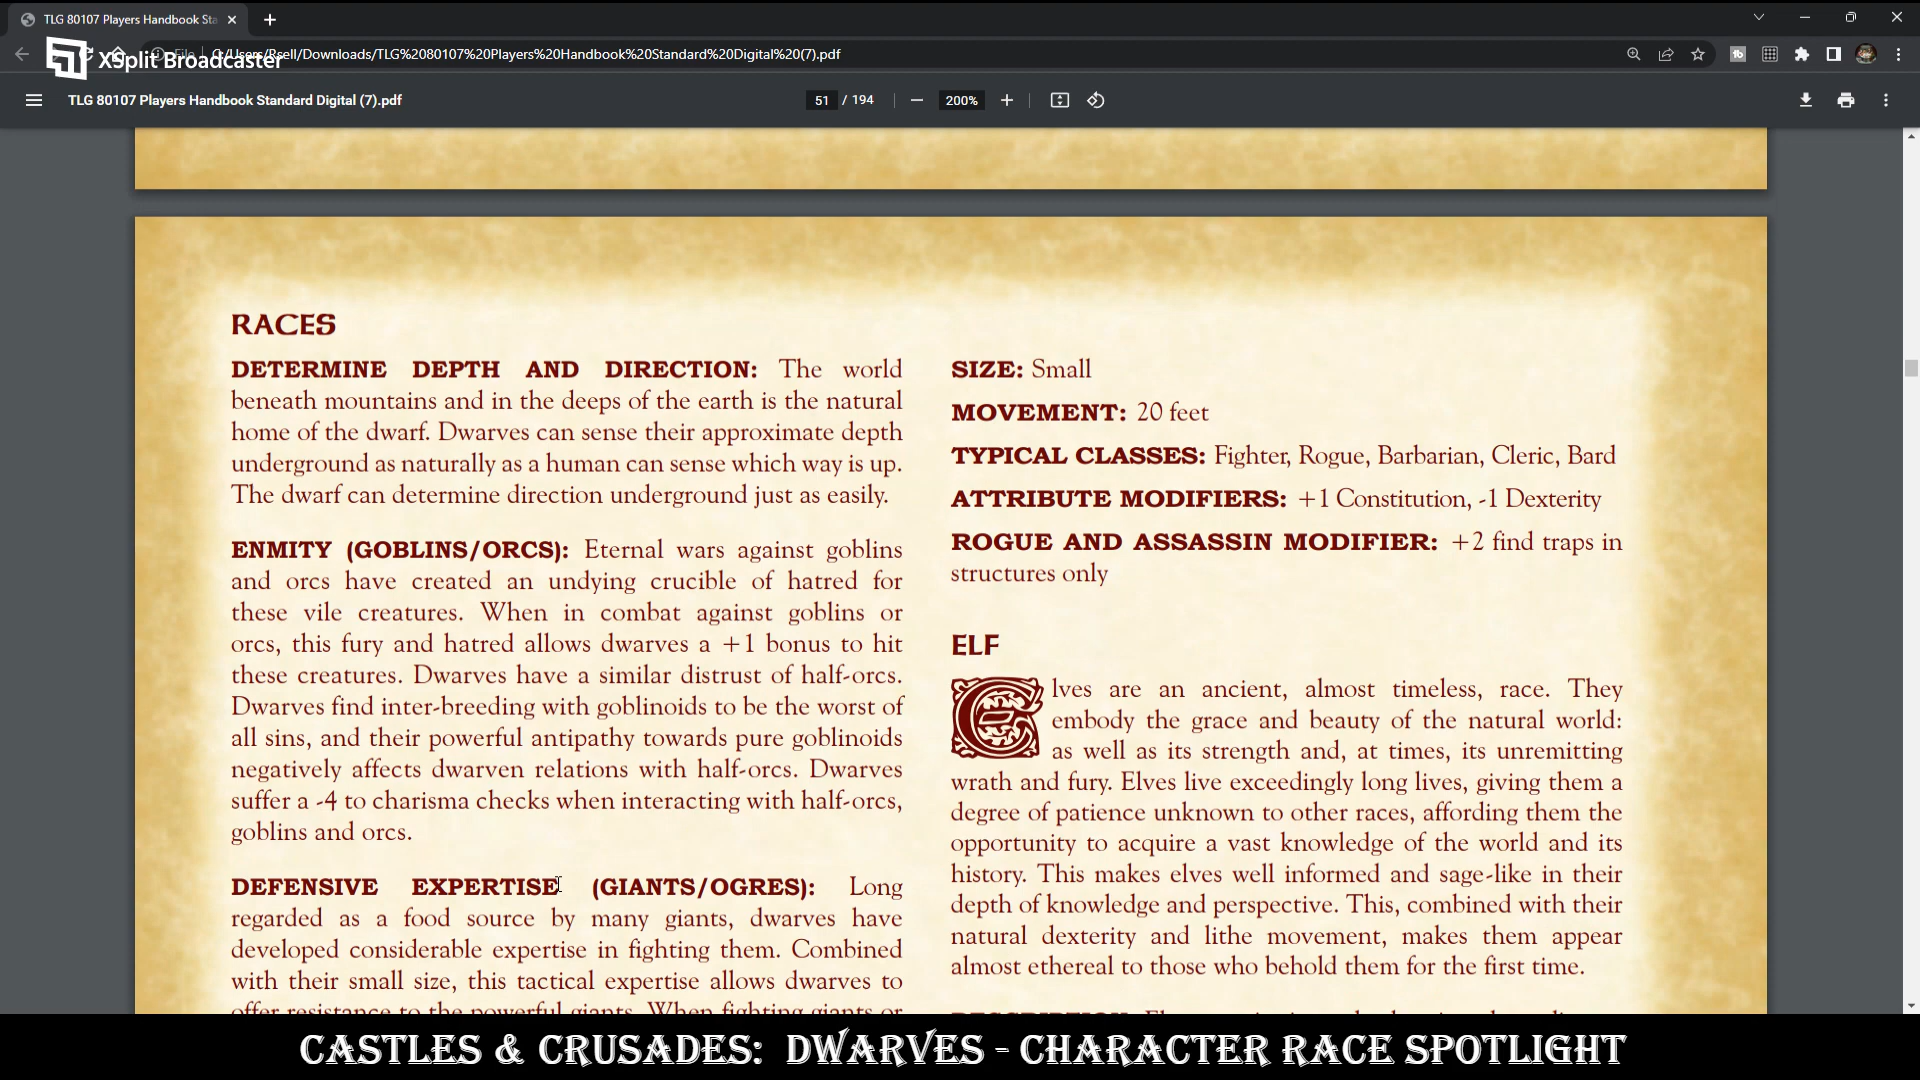 TLG 80107 Players Handbook Sta
XSplit Broadcaster
File
C:/Users/Rsell/Downloads/TLG%2080107%20Players%20Handbook%20Standard%20Digital%20(7).pdf
TLG 80107 Players Handbook Standard Digital (7).pdf
51 / 194
200%
RACES
DETERMINE DEPTH AND DIRECTION: The world
beneath mountains and in the deeps of the earth is the natural
home of the dwarf. Dwarves can sense their approximate depth
underground as naturally as a human can sense which way is up.
The dwarf can determine direction underground just as easily.
ENMITY (GOBLINS/ORCS): Eternal wars against goblins
and orcs have created an undying crucible of hatred for
these vile creatures. When in combat against goblins or
orcs, this fury and hatred allows dwarves a +1 bonus to hit
these creatures. Dwarves have a similar distrust of half-orcs.
Dwarves find inter-breeding with goblinoids to be the worst of
all sins, and their powerful antipathy towards pure goblinoids
negatively affects dwarven relations with half-orcs. Dwarves
suffer a -4 to charisma checks when interacting with half-orcs,
goblins and orcs.
DEFENSIVE EXPERTISE (GIANTS/OGRES): Long
regarded as a food source by many giants, dwarves have
developed considerable expertise in fighting them. Combined
with their small size, this tactical expertise allows dwarves to
offer resistance to the powerful giants. When fighting giants or
SIZE: Small
MOVEMENT: 20 feet
TYPICAL CLASSES: Fighter, Rogue, Barbarian, Cleric, Bard
ATTRIBUTE MODIFIERS: +1 Constitution, -1 Dexterity
ROGUE AND ASSASSIN MODIFIER: +2 find traps in
structures only
ELF
Elves are an ancient, almost timeless, race. They
embody the grace and beauty of the natural world:
as well as its strength and, at times, its unremitting
wrath and fury. Elves live exceedingly long lives, giving them a
degree of patience unknown to other races, affording them the
opportunity to acquire a vast knowledge of the world and its
history. This makes elves well informed and sage-like in their
depth of knowledge and perspective. This, combined with their
natural dexterity and lithe movement, makes them appear
almost ethereal to those who behold them for the first time.
CASTLES & CRUSADES: DWARVES - CHARACTER RACE SPOTLIGHT